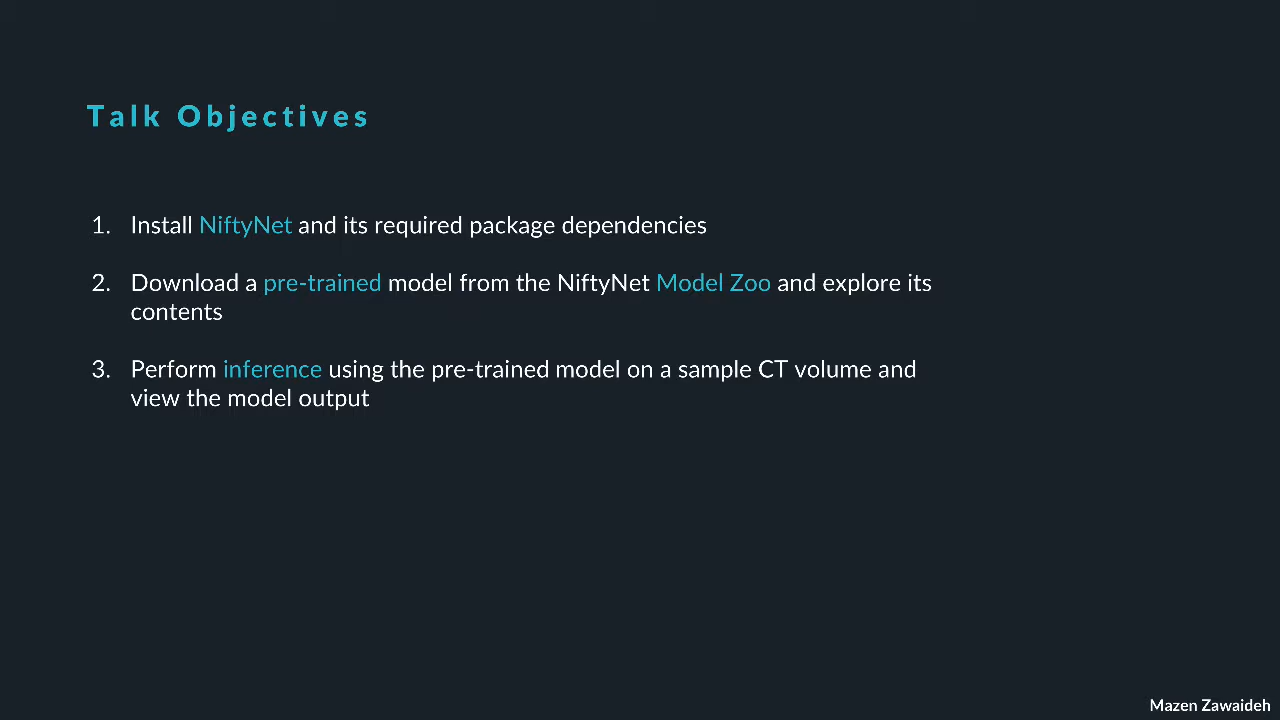 Talk Objectives
1. Install NiftyNet and its required package dependencies
2. Download a pre-trained model from the NiftyNet Model Zoo and explore its
contents
3. Perform inference using the pre-trained model on a sample CT volume and
view the model output
Mazen Zawaideh